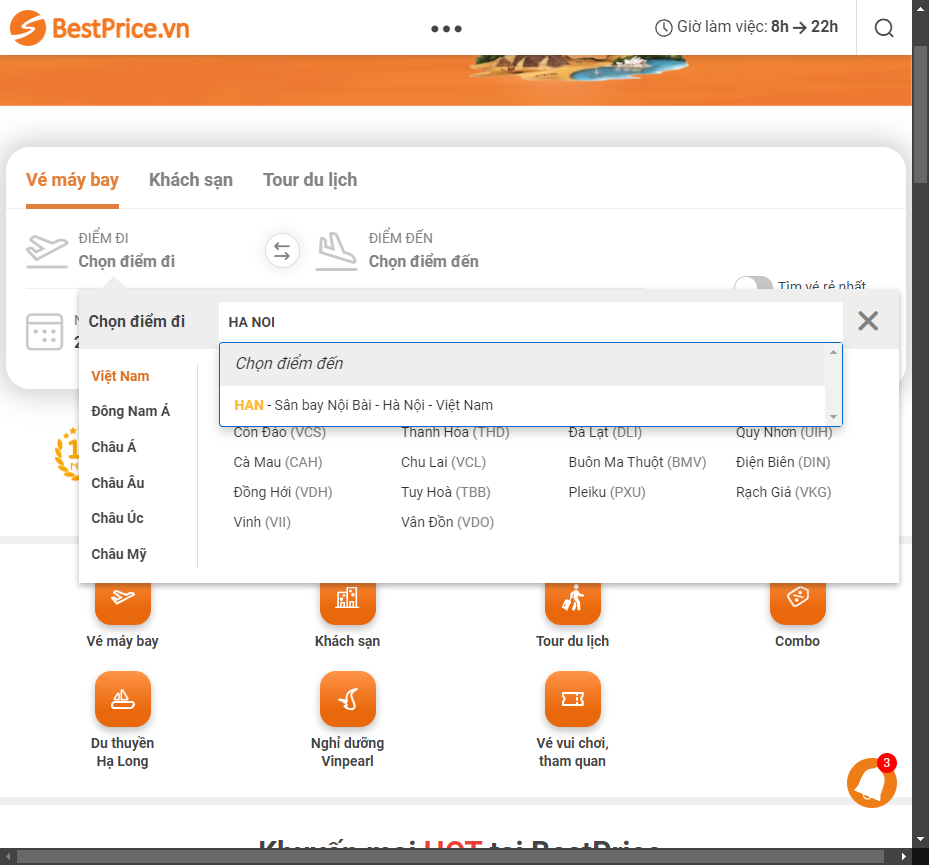 BestPrice.vn
Giờ làm việc: 8h → 22h
Vé máy bay
Khách sạn
Tour du lịch
ĐIỂM ĐI
Chọn điểm đi
ĐIỂM ĐẾN
Chọn điểm đến
Tìm vé rẻ nhất
Chọn điểm đi
HA NOI
Chọn điểm đến
HAN - Sân bay Nội Bài - Hà Nội - Việt Nam
Việt Nam
Đông Nam Á
Châu Á
Châu Âu
Châu Úc
Châu Mỹ
Côn Đảo (VCS)
Thanh Hóa (THD)
Đà Lạt (DLI)
Quy Nhơn (UIH)
Cà Mau (CAH)
Chu Lai (VCL)
Buôn Ma Thuột (BMV)
Điện Biên (DIN)
Đồng Hới (VDH)
Tuy Hoà (TBB)
Pleiku (PXU)
Rạch Giá (VKG)
Vinh (VII)
Vân Đồn (VDO)
Vé máy bay
Khách sạn
Tour du lịch
Combo
Du thuyền
Hạ Long
Nghỉ dưỡng
Vinpearl
Vé vui chơi,
tham quan
3
Khuyến mại HOT tại BestPrice